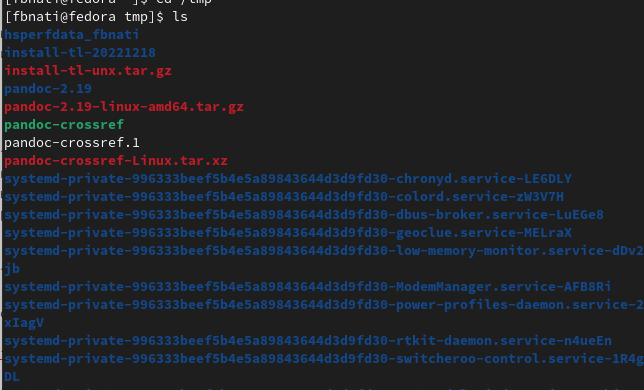 [fbnati@fedora ~]$ cd /tmp
[fbnati@fedora tmp]$ ls
hsperfdata_fbnati
install-tl-20221218
install-tl-unx.tar.gz
pandoc-2.19
pandoc-2.19-linux-amd64.tar.gz
pandoc-crossref
pandoc-crossref.1
pandoc-crossref-Linux.tar.xz
systemd-private-996333beef5b4e5a89843644d3d9fd30-chronyd.service-LE6DLY
systemd-private-996333beef5b4e5a89843644d3d9fd30-colord.service-zW3V7H
systemd-private-996333beef5b4e5a89843644d3d9fd30-dbus-broker.service-LuEGe8
systemd-private-996333beef5b4e5a89843644d3d9fd30-geoclue.service-MELraX
systemd-private-996333beef5b4e5a89843644d3d9fd30-low-memory-monitor.service-dDv2
jb
systemd-private-996333beef5b4e5a89843644d3d9fd30-ModemManager.service-AFB8Ri
systemd-private-996333beef5b4e5a89843644d3d9fd30-power-profiles-daemon.service-2
xIagV
systemd-private-996333beef5b4e5a89843644d3d9fd30-rtkit-daemon.service-n4ueEn
systemd-private-996333beef5b4e5a89843644d3d9fd30-switcheroo-control.service-1R4g
DL